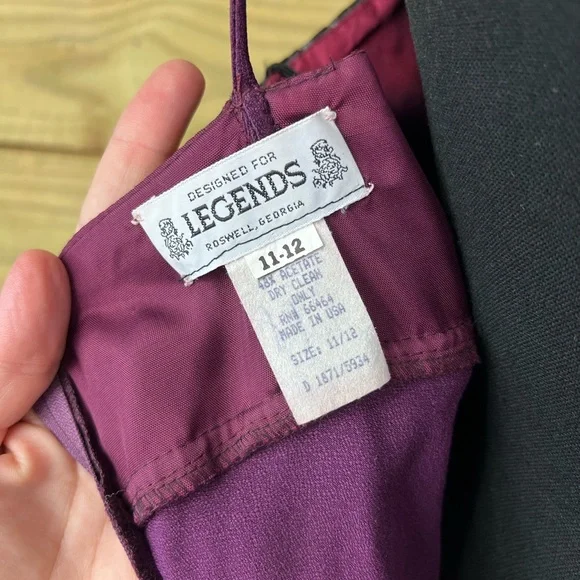 DESIGNED FOR
LEGENDS
ROSWELL, GEORGIA
11-12
48% ACETATE
DRY CLEAN
ONLY
RN# 66464
MADE IN USA
SIZE: 11/12
D 1871/5934